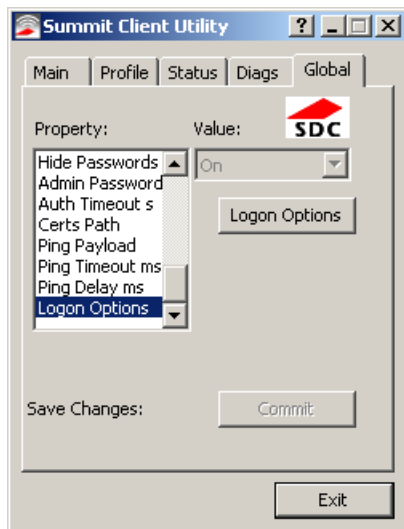 Summit Client Utility
Main Profile Status Diags Global
Property: Value: SDC
Hide Passwords
Admin Password
Auth Timeout s
Certs Path
Ping Payload
Ping Timeout ms
Ping Delay ms
Logon Options
On
Logon Options
Save Changes: Commit
Exit